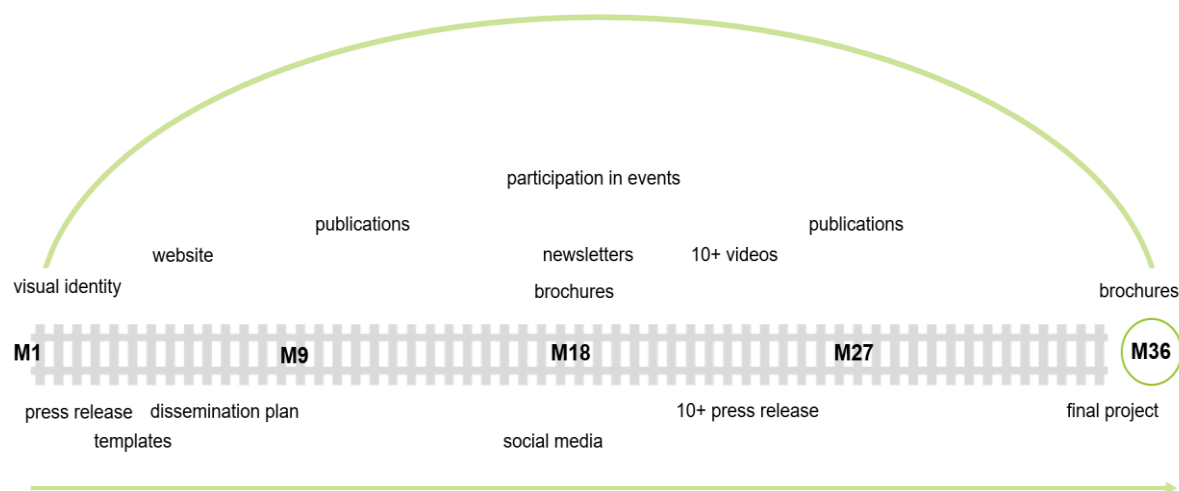 participation in events
publications
publications
website
newsletters
10+ videos
visual identity
brochures
brochures
M1
M9
M18
M27
M36
press release
dissemination plan
10+ press release
final project
templates
social media